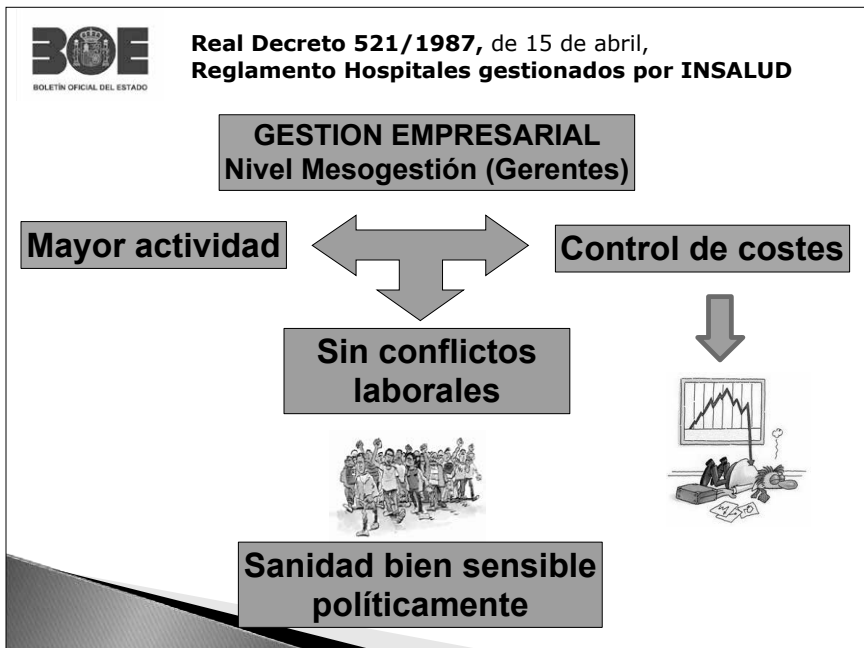 BOE
BOLETÍN OFICIAL DEL ESTADO
Real Decreto 521/1987, de 15 de abril,
Reglamento Hospitales gestionados por INSALUD
GESTION EMPRESARIAL
Nivel Mesogestión (Gerentes)
Mayor actividad
Control de costes
Sin conflictos
laborales
Sanidad bien sensible
políticamente